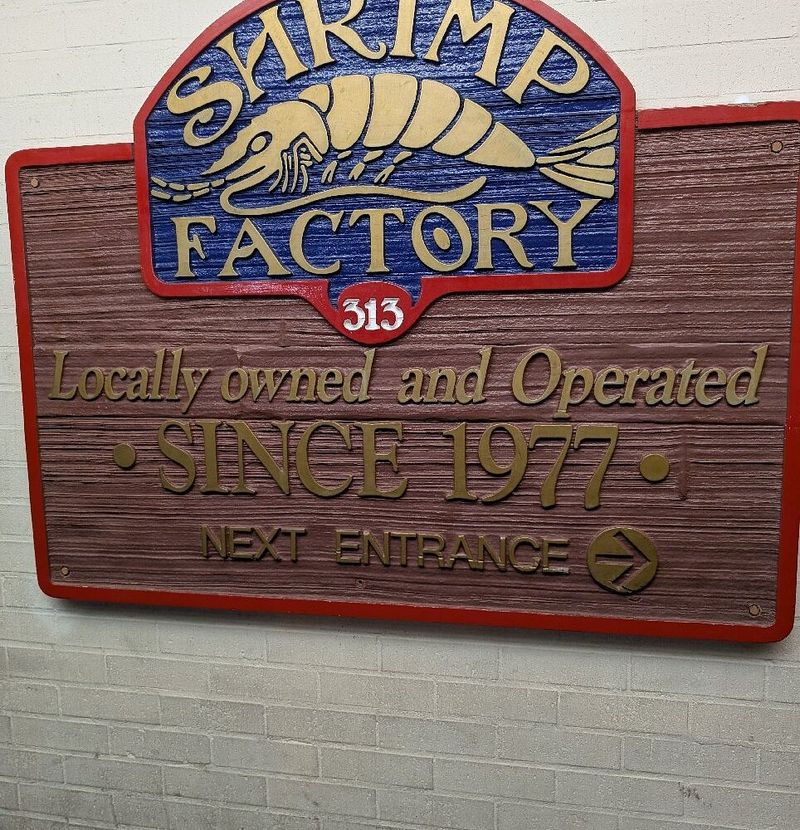 SHRIMP
FACTORY
313
Locally owned and Operated
• SINCE 1977 •
NEXT ENTRANCE →